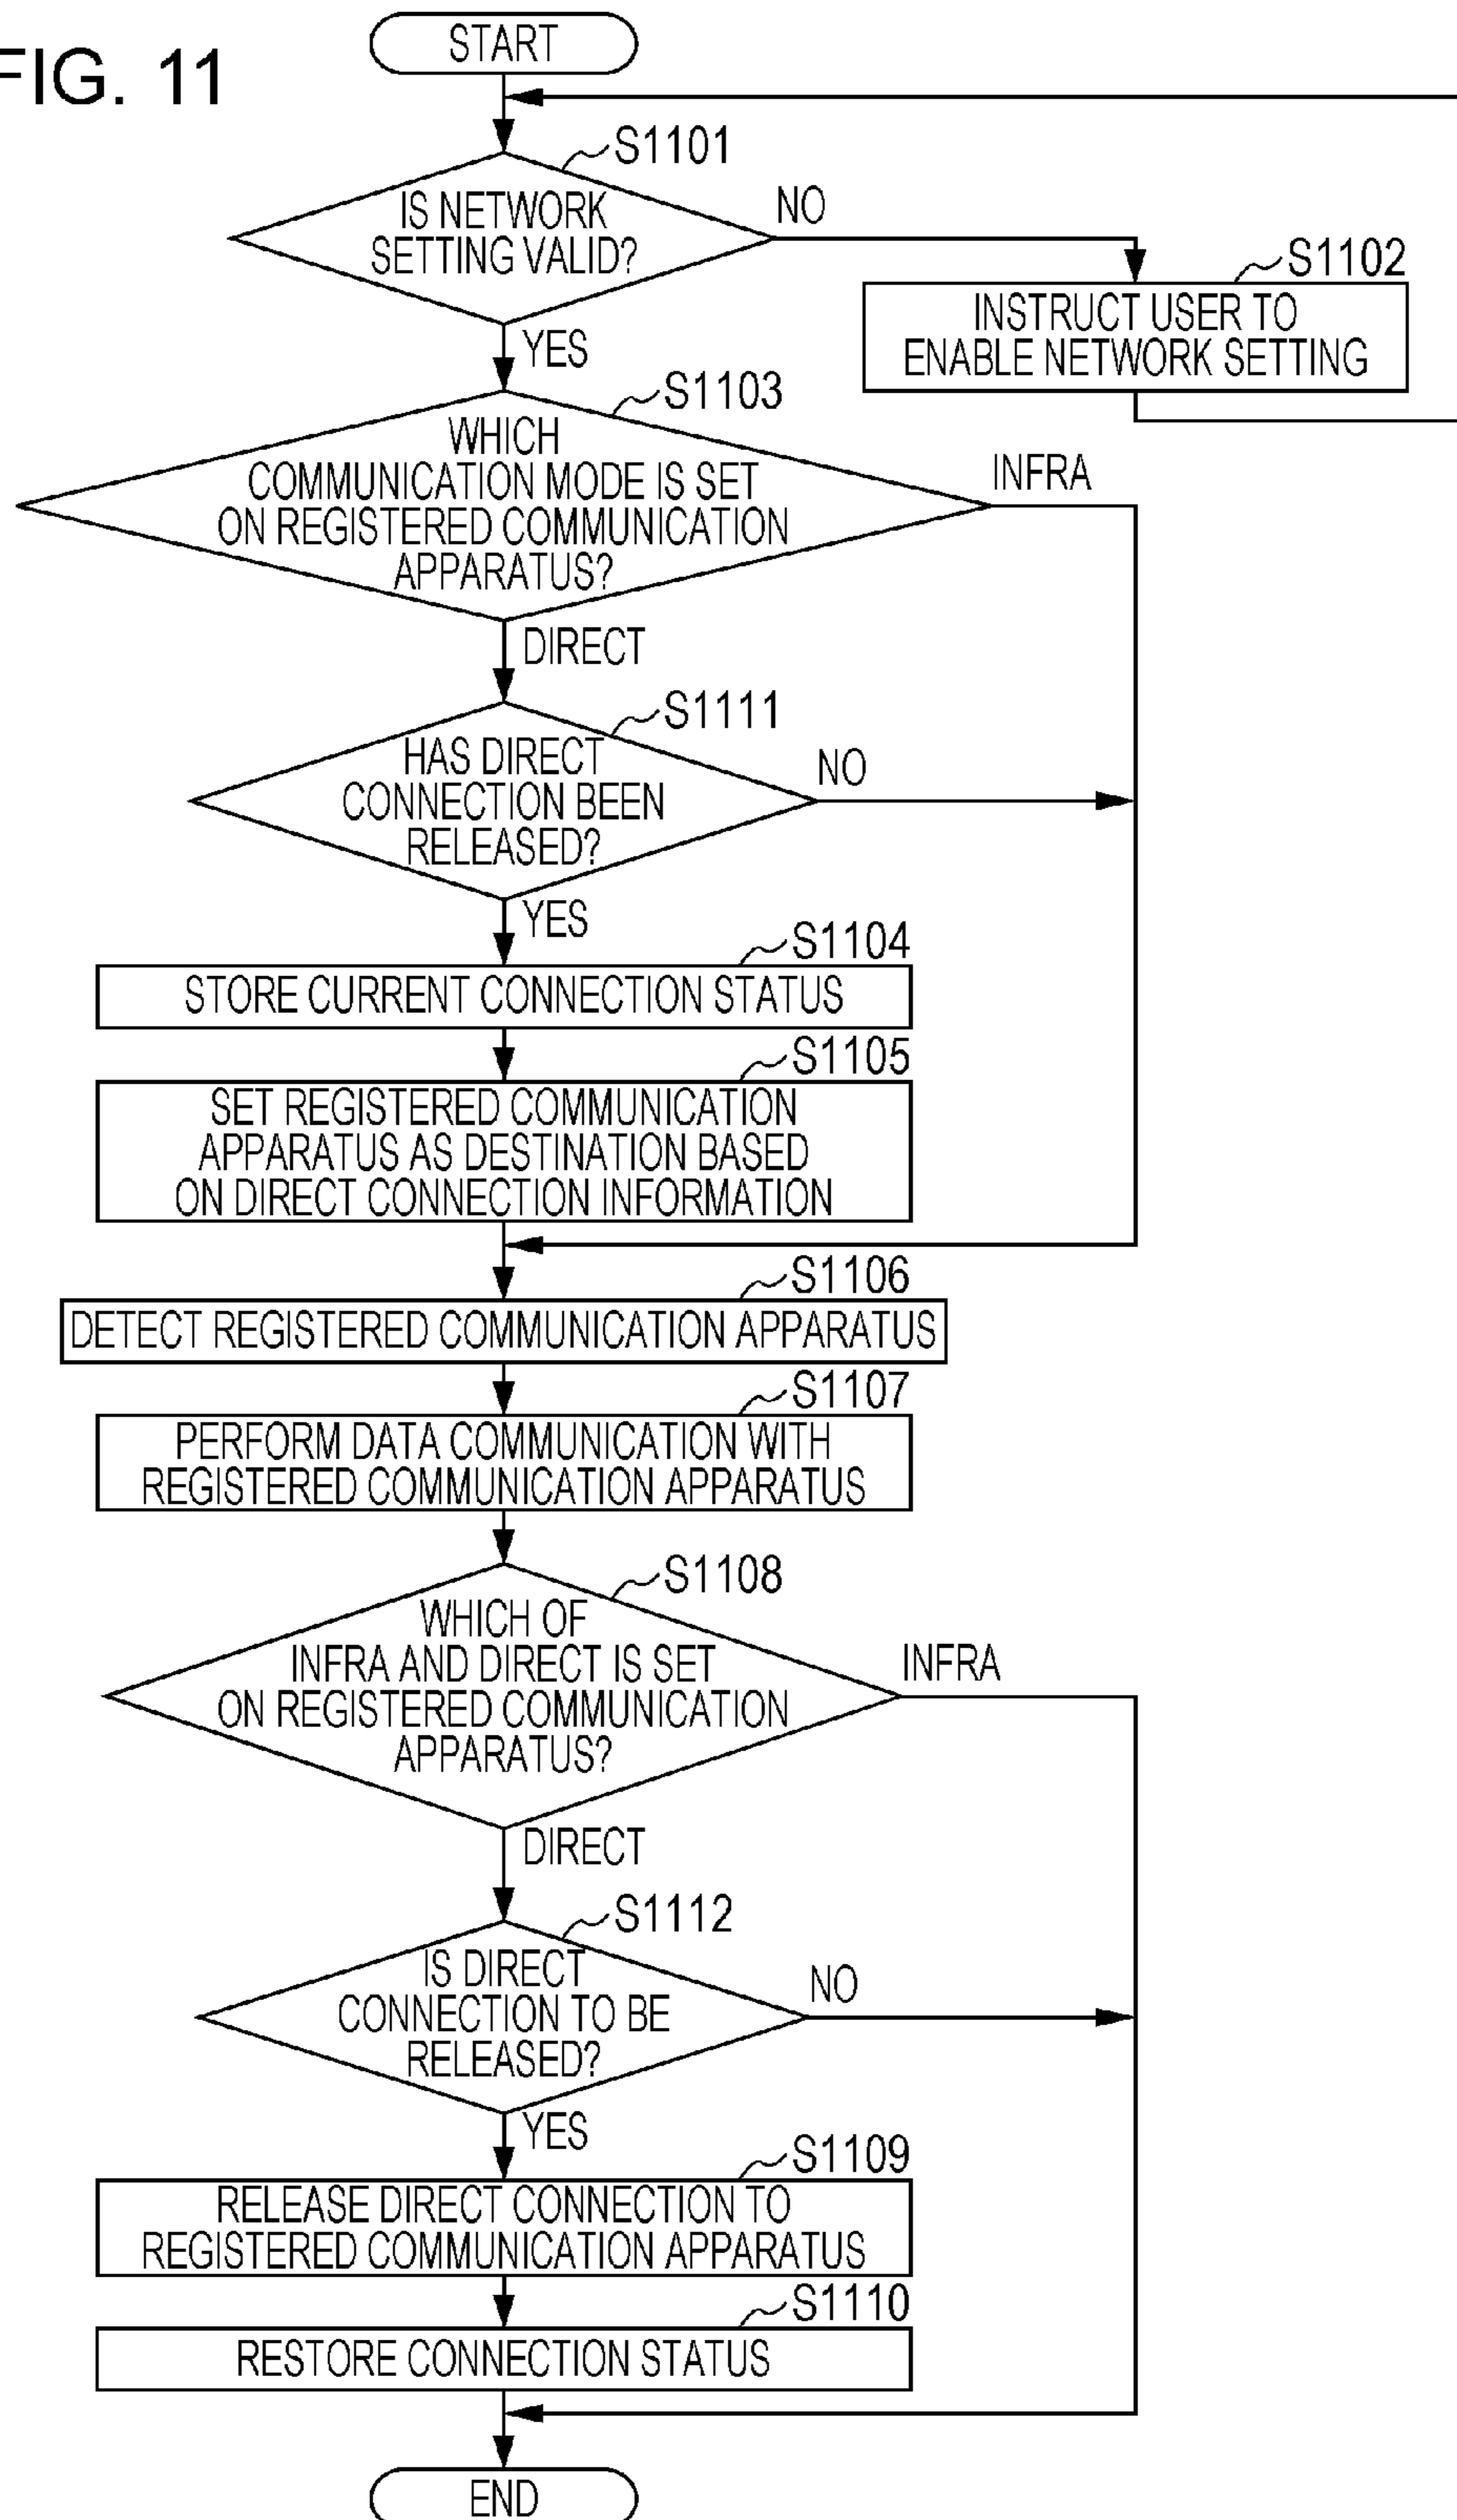 FIG. 11
START
S1101
IS NETWORK
SETTING VALID?
NO
S1102
INSTRUCT USER TO
ENABLE NETWORK SETTING
YES
S1103
WHICH
COMMUNICATION MODE IS SET
ON REGISTERED COMMUNICATION
APPARATUS?
INFRA
DIRECT
S1111
HAS DIRECT
CONNECTION BEEN
RELEASED?
NO
YES
S1104
STORE CURRENT CONNECTION STATUS
S1105
SET REGISTERED COMMUNICATION
APPARATUS AS DESTINATION BASED
ON DIRECT CONNECTION INFORMATION
S1106
DETECT REGISTERED COMMUNICATION APPARATUS
S1107
PERFORM DATA COMMUNICATION WITH
REGISTERED COMMUNICATION APPARATUS
S1108
WHICH OF
INFRA AND DIRECT IS SET
ON REGISTERED COMMUNICATION
APPARATUS?
INFRA
DIRECT
S1112
IS DIRECT
CONNECTION TO BE
RELEASED?
NO
YES
S1109
RELEASE DIRECT CONNECTION TO
REGISTERED COMMUNICATION APPARATUS
S1110
RESTORE CONNECTION STATUS
END